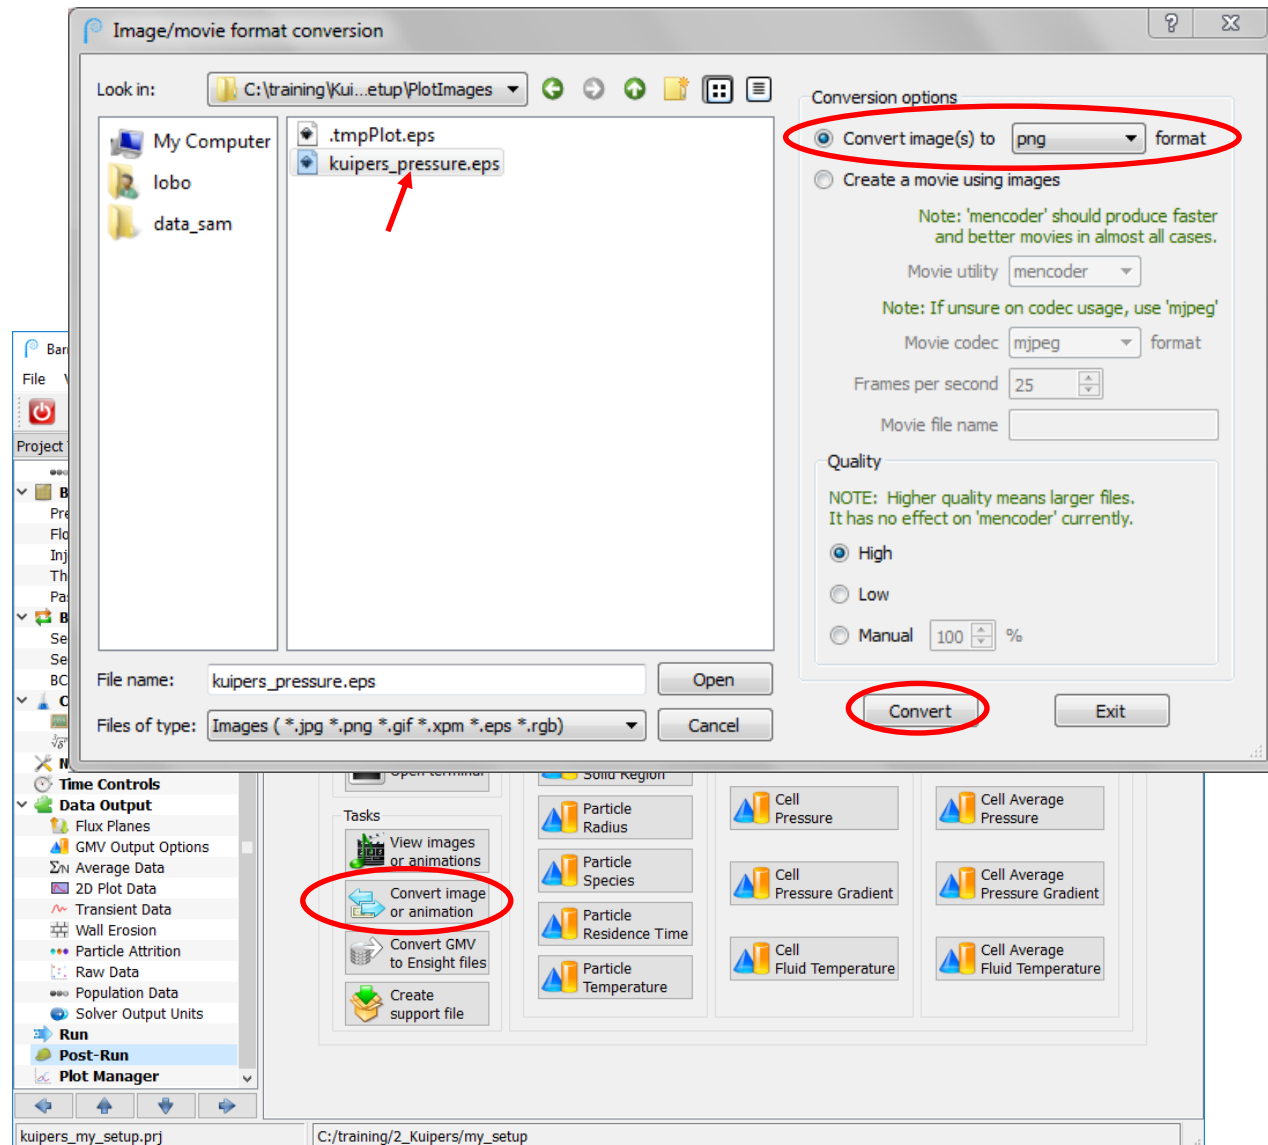 Image/movie format conversion
Look in:
C:\training\Kui...etup\PlotImages
My Computer
lobo
data_sam
.tmpPlot.eps
kuipers_pressure.eps
Conversion options
Convert image(s) to png format
Create a movie using images
Note: 'mencoder' should produce faster
and better movies in almost all cases.
Movie utility mencoder
Note: If unsure on codec usage, use 'mjpeg'
Movie codec mjpeg format
Frames per second 25
Movie file name
Quality
NOTE: Higher quality means larger files.
It has no effect on 'mencoder' currently.
High
Low
Manual 100 %
File name: kuipers_pressure.eps Open
Files of type: Images ( *.jpg *.png *.gif *.xpm *.eps *.rgb) Cancel
Convert Exit
File
Project
Time Controls
Data Output
Flux Planes
GMV Output Options
Average Data
2D Plot Data
Transient Data
Wall Erosion
Particle Attrition
Raw Data
Population Data
Solver Output Units
Run
Post-Run
Plot Manager
Open terminal
Tasks
View images
or animations
Convert image
or animation
Convert GMV
to Ensight files
Create
support file
Solid Region
Particle
Radius
Particle
Species
Particle
Residence Time
Particle
Temperature
Cell
Pressure
Cell
Pressure Gradient
Cell
Fluid Temperature
Cell Average
Pressure
Cell Average
Pressure Gradient
Cell Average
Fluid Temperature
kuipers_my_setup.prj
C:/training/2_Kuipers/my_setup